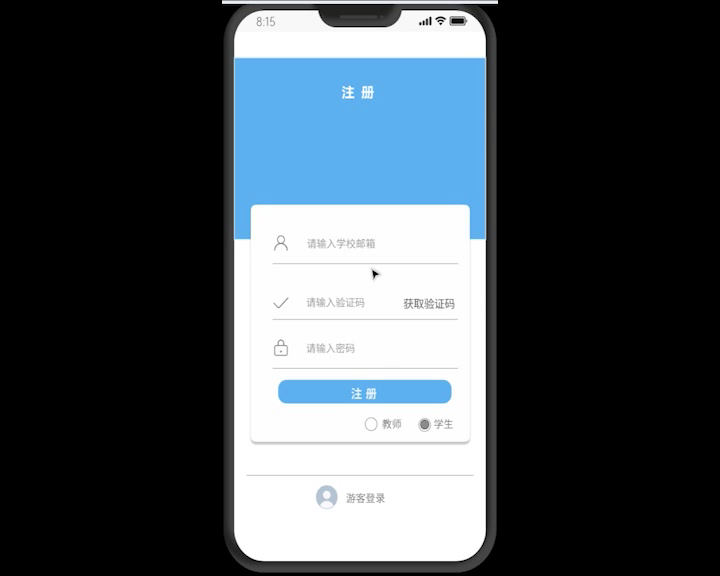 8:15
注 册
请输入学校邮箱
请输入验证码 获取验证码
请输入密码
注 册
教师 学生
游客登录